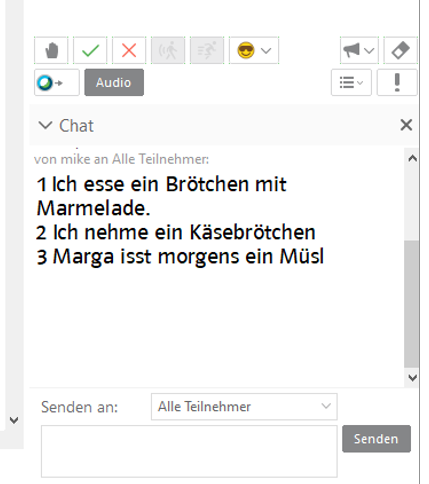 Audio
Chat
von mike an Alle Teilnehmer:
1 Ich esse ein Brötchen mit
Marmelade.
2 Ich nehme ein Käsebrötchen
3 Marga isst morgens ein Müsl
Senden an:
Alle Teilnehmer
Senden